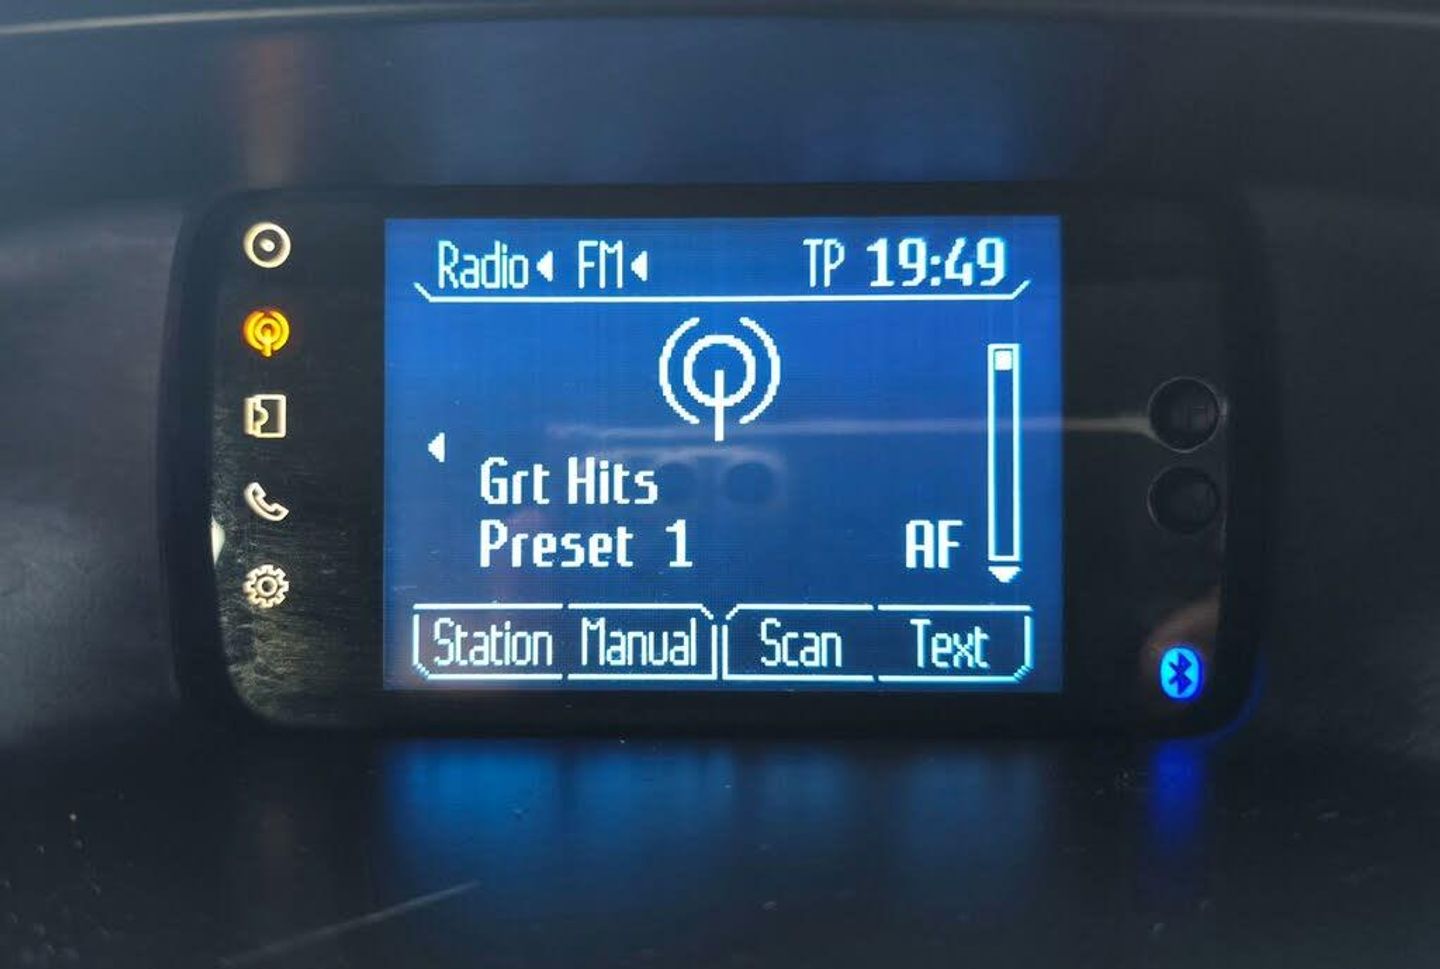 Radio FM TP 19:49
Grt Hits
Preset 1 AF
Station Manual Scan Text